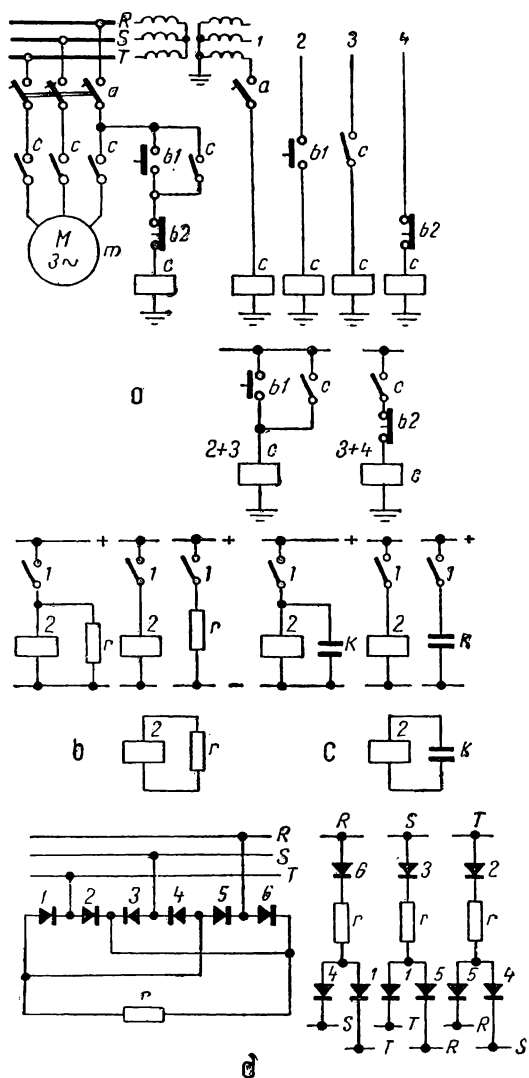 R
S 1 2 3 4
T
a a
c c c b1 c b1 c
b2 b2
M
3~ m c c c c c
a b1 c c
b2
2+3 c 3+4 c
+ + + +
1 1 1 1 1 1
2 r 2 r 2 K 2 K
−
b 2 r c 2 K
R R S T
S
T
1 2 3 4 5 6 6 3 2
r r r
r 4 1 1 5 5 4
S T R
T R S
d